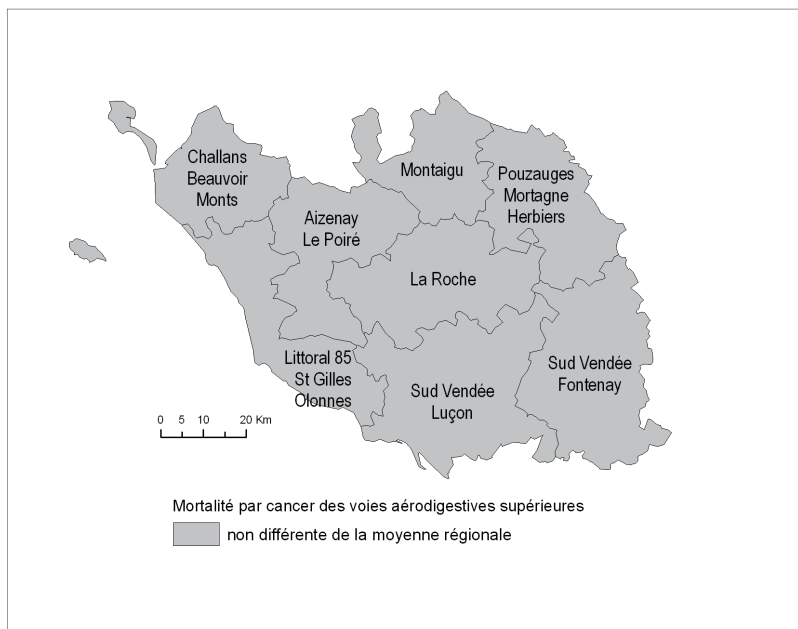 Challans
Beauvoir
Monts
Montaigu
Pouzauges
Mortagne
Herbiers
Aizenay
Le Poiré
La Roche
Littoral 85
St Gilles
Olonnes
Sud Vendée
Luçon
Sud Vendée
Fontenay
0 5 10 20 Km
Mortalité par cancer des voies aérodigestives supérieures
non différente de la moyenne régionale